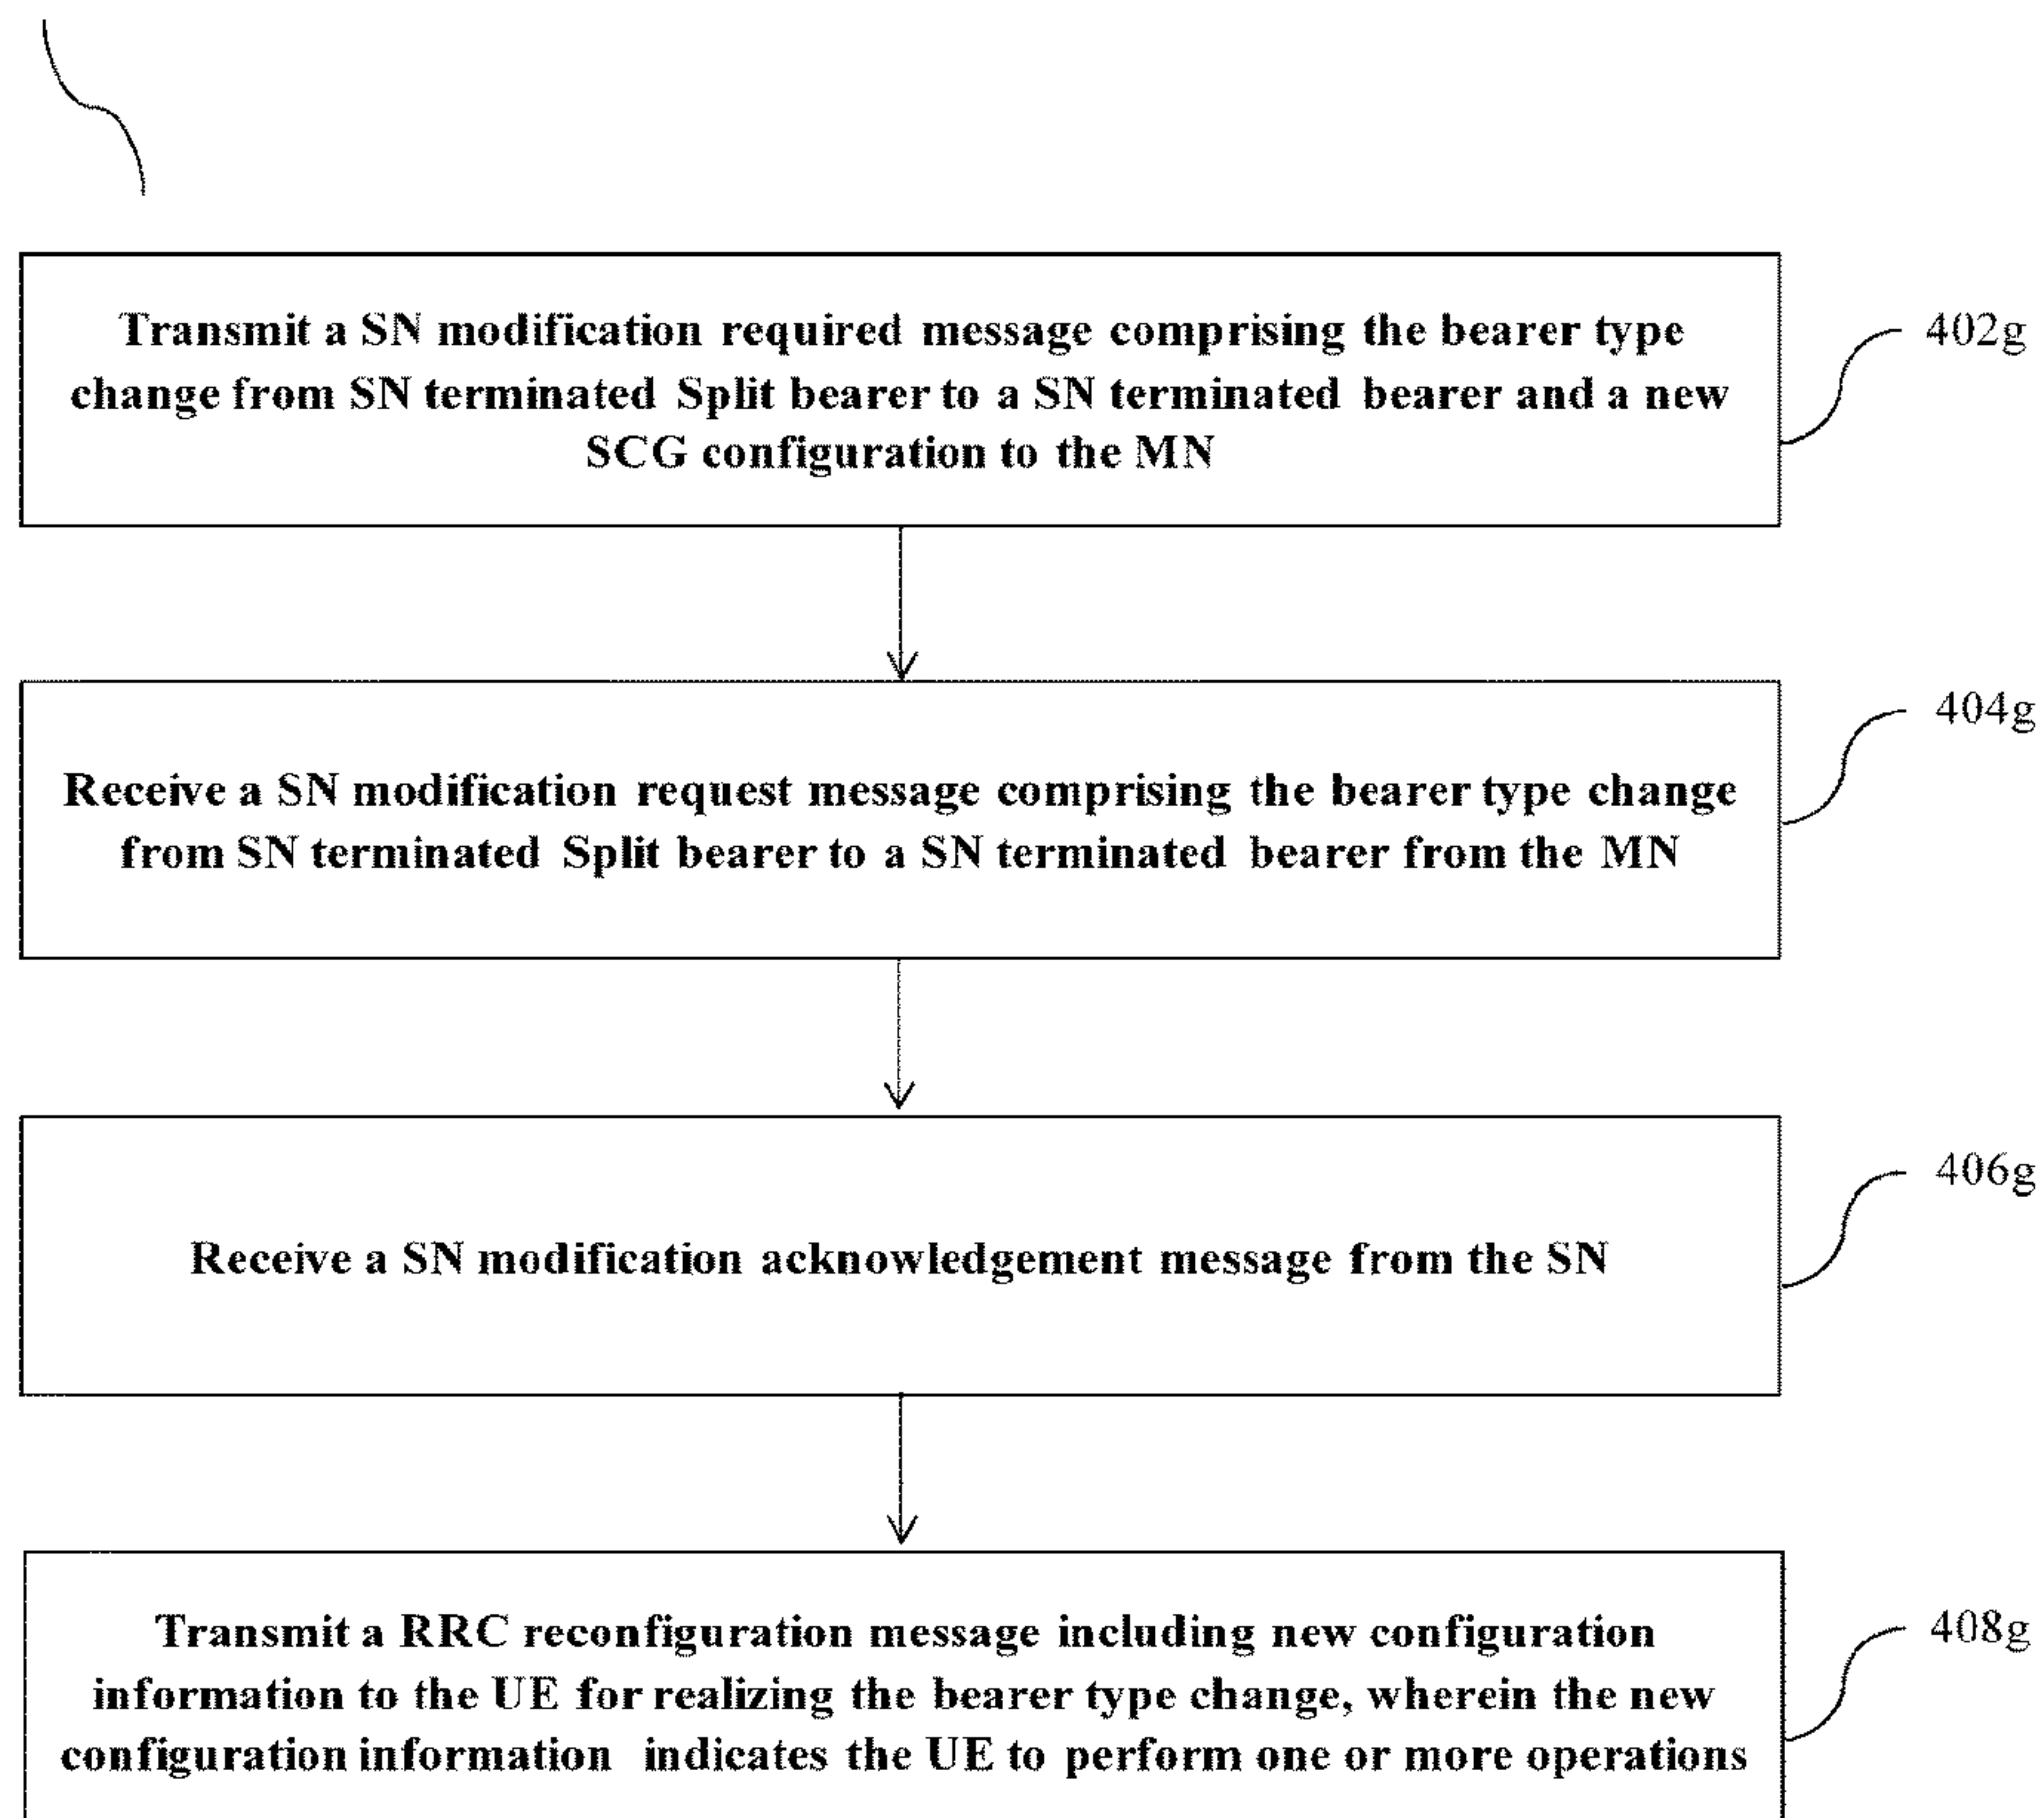 Transmit a SN modification required message comprising the bearer type
change from SN terminated Split bearer to a SN terminated bearer and a new
SCG configuration to the MN
402g
Receive a SN modification request message comprising the bearer type change
from SN terminated Split bearer to a SN terminated bearer from the MN
404g
Receive a SN modification acknowledgement message from the SN
406g
Transmit a RRC reconfiguration message including new configuration
information to the UE for realizing the bearer type change, wherein the new
configuration information indicates the UE to perform one or more operations
408g